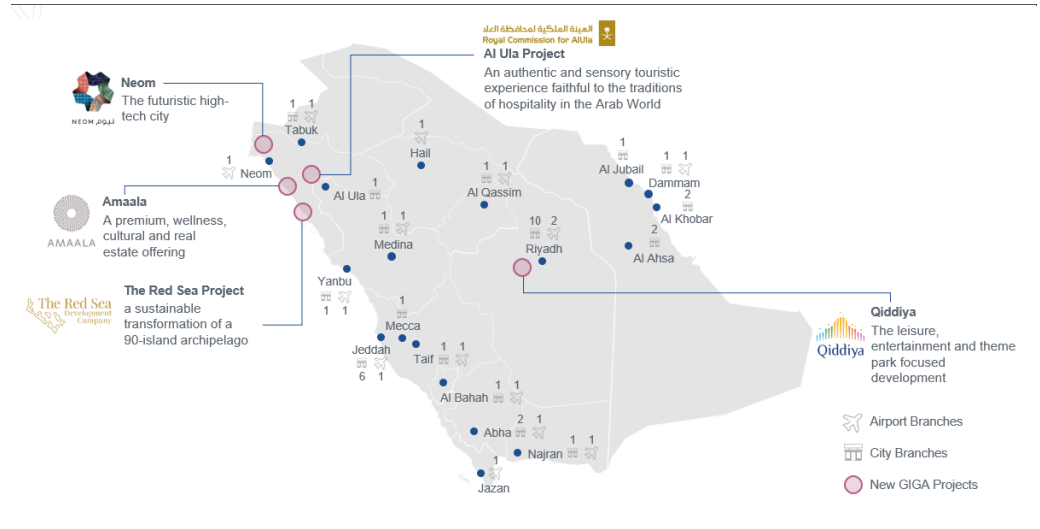 الهيئة الملكية لمحافظة العلا
Royal Commission for AlUla
Al Ula Project
An authentic and sensory touristic
experience faithful to the traditions
of hospitality in the Arab World
NEOM نيوم
Neom
The futuristic high-
tech city
AMAALA
Amaala
A premium, wellness,
cultural and real
estate offering
The Red Sea
Development
Company
The Red Sea Project
a sustainable
transformation of a
90-island archipelago
1 1
Tabuk
1
Neom
1
Hail
1
Al Ula
1 1
Al Qassim
1 1
Medina
10 2
Riyadh
1
Al Jubail
1 1
Dammam
2
Al Khobar
2
Al Ahsa
Yanbu
1 1
1
Mecca
Jeddah
6 1
1 1
Taif
1 1
Al Bahah
2 1
Abha
1 1
Najran
1
Jazan
Qiddiya
Qiddiya
The leisure,
entertainment and theme
park focused
development
Airport Branches
City Branches
New GIGA Projects